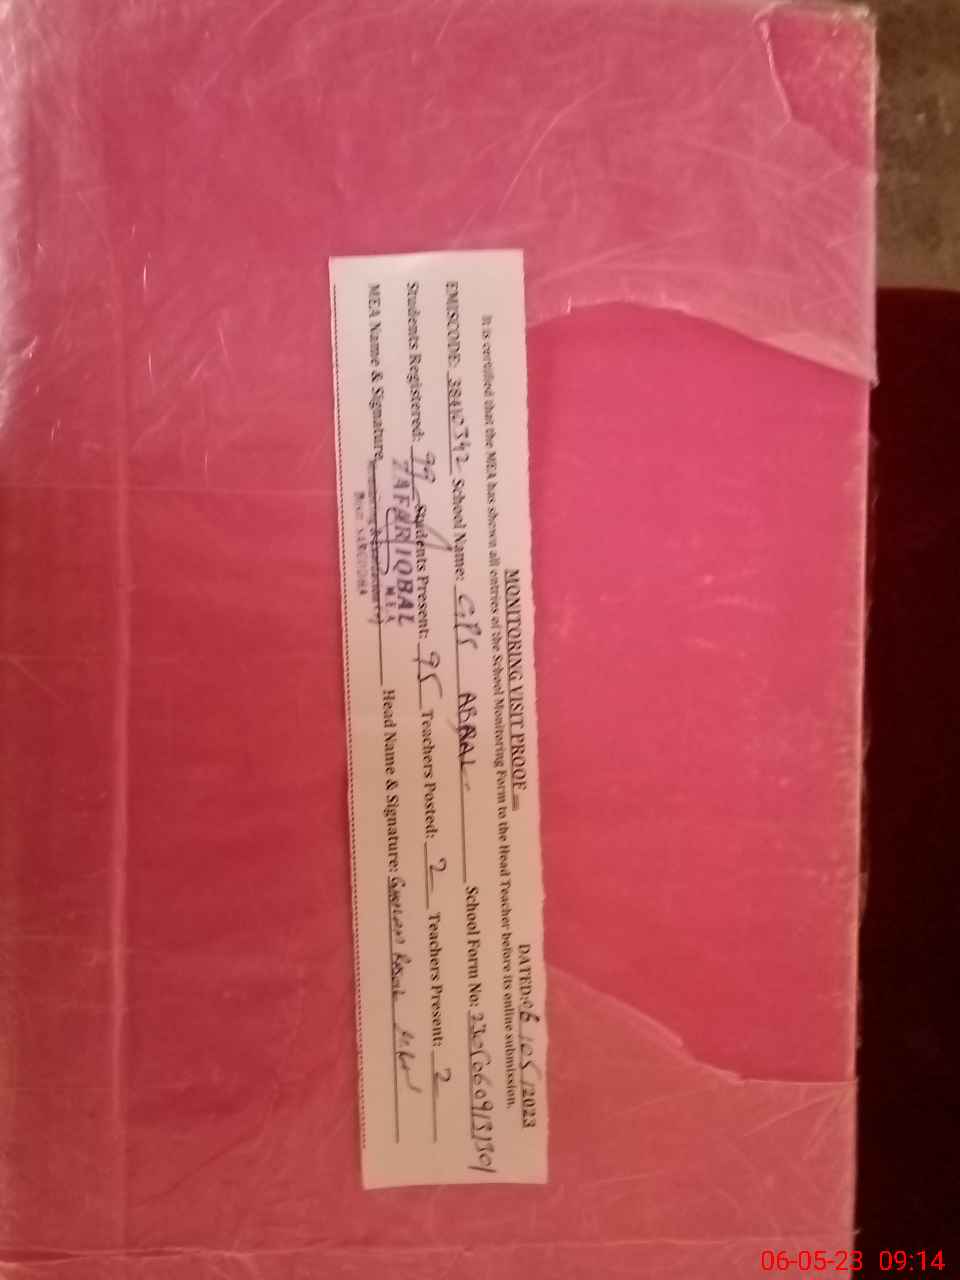 MONITORING VISIT PROOF
DATED: 06/05/2023
It is certified that the MEA has shown all entries of the School Monitoring Form to the Head Teacher before its online submission.
EMISCODE: 38410342 School Name: GPS ABAAL School Form No:
Students Registered: 99 Students Present: 95 Teachers Posted: 2 Teachers Present: 2
MEA Name & Signature Head Name & Signature:
ZAFAR IQBAL
MEA
06-05-23 09:14